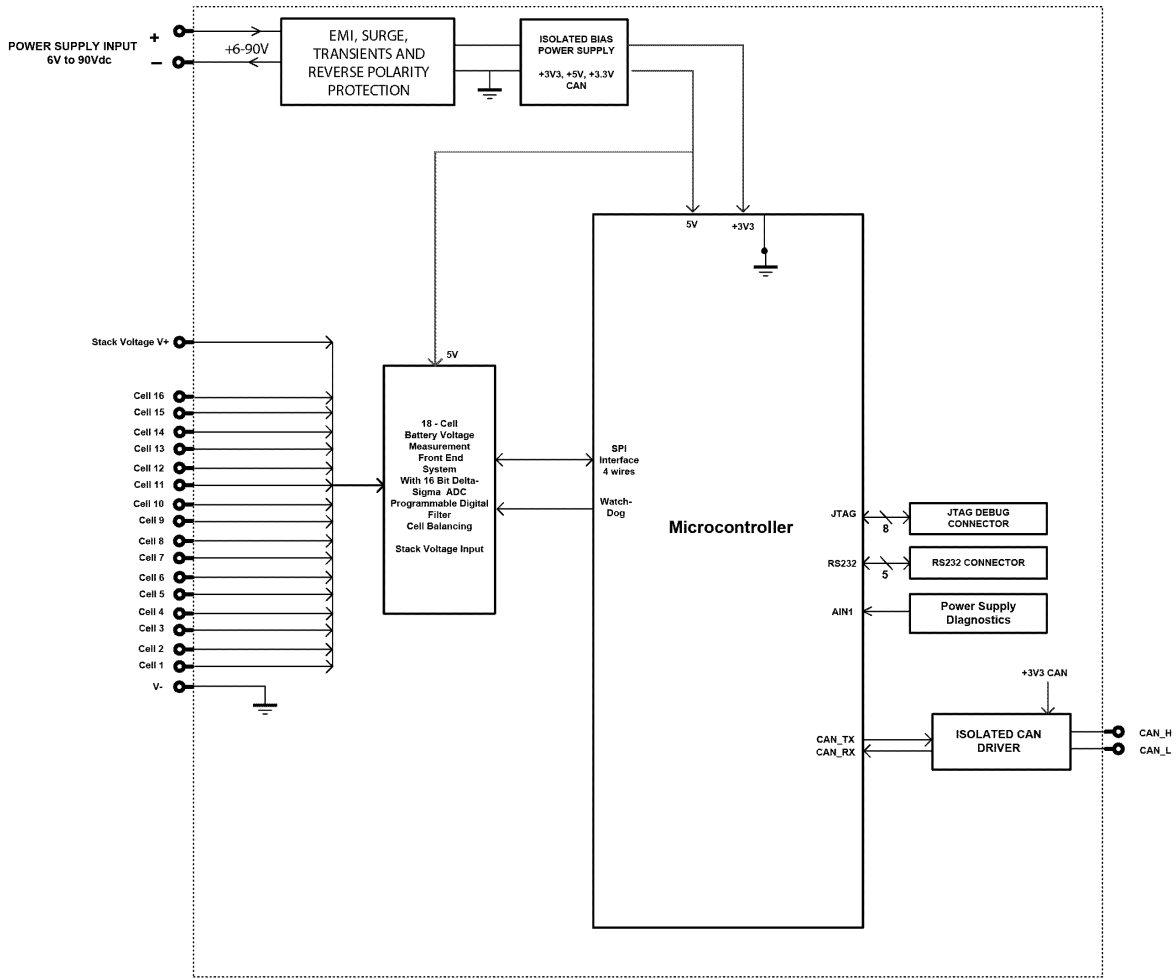 POWER SUPPLY INPUT
6V to 90Vdc
+
−
+6-90V
EMI, SURGE,
TRANSIENTS AND
REVERSE POLARITY
PROTECTION
ISOLATED BIAS
POWER SUPPLY
+3V3, +5V, +3.3V
CAN
5V
+3V3
Stack Voltage V+
Cell 16
Cell 15
Cell 14
Cell 13
Cell 12
Cell 11
Cell 10
Cell 9
Cell 8
Cell 7
Cell 6
Cell 5
Cell 4
Cell 3
Cell 2
Cell 1
V-
5V
18 - Cell
Battery Voltage
Measurement
Front End
System
With 16 Bit Delta-
Sigma ADC
Programmable Digital
Filter
Cell Balancing
Stack Voltage Input
SPI
Interface
4 wires
Watch-
Dog
Microcontroller
JTAG
8
JTAG DEBUG
CONNECTOR
RS232
5
RS232 CONNECTOR
AIN1
Power Supply
Diagnostics
+3V3 CAN
CAN_TX
CAN_RX
ISOLATED CAN
DRIVER
CAN_H
CAN_L